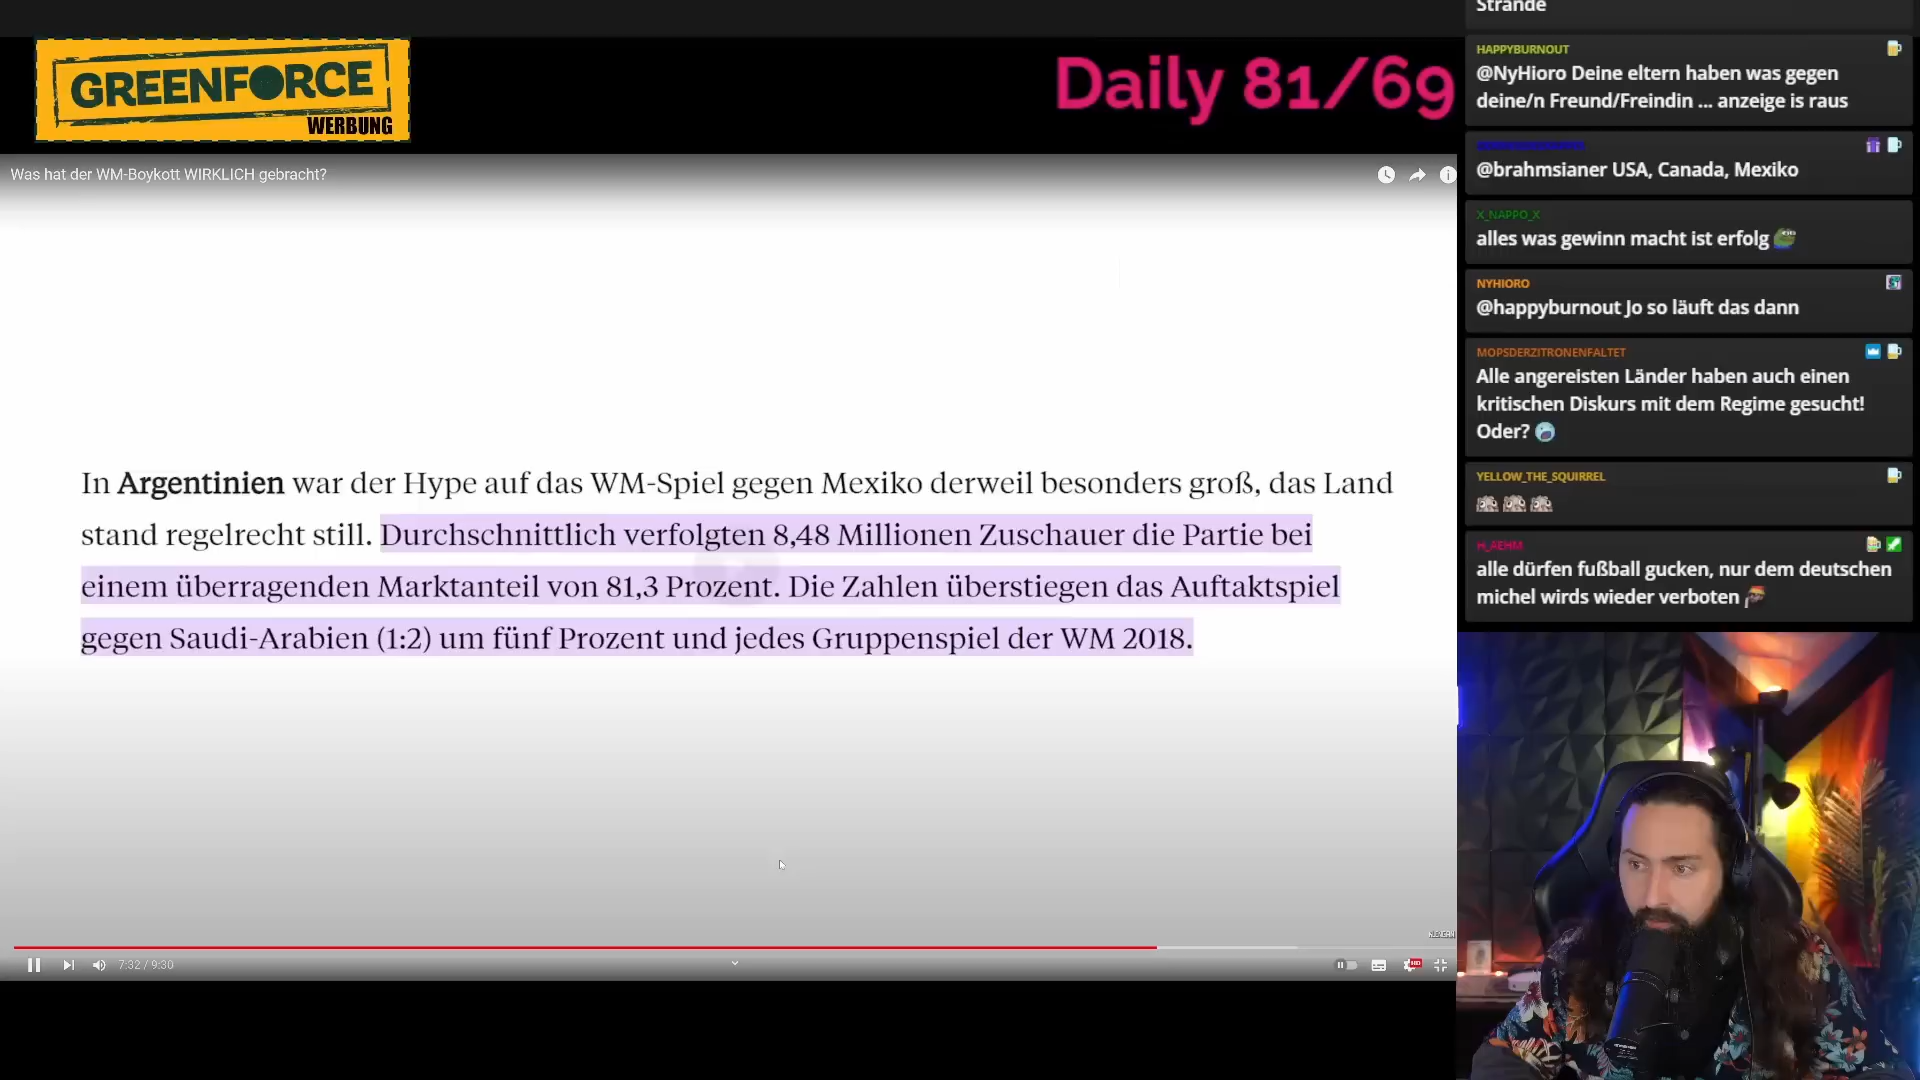 GREENFORCE
WERBUNG
Daily 81/69
Was hat der WM-Boykott WIRKLICH gebracht?
In Argentinien war der Hype auf das WM-Spiel gegen Mexiko derweil besonders groß, das Land
stand regelrecht still. Durchschnittlich verfolgten 8,48 Millionen Zuschauer die Partie bei
einem überragenden Marktanteil von 81,3 Prozent. Die Zahlen überstiegen das Auftaktspiel
gegen Saudi-Arabien (1:2) um fünf Prozent und jedes Gruppenspiel der WM 2018.
7:32 / 9:30
HD
Strände
HAPPYBURNOUT
@NyHioro Deine eltern haben was gegen
deine/n Freund/Freindin ... anzeige is raus
@brahmsianer USA, Canada, Mexiko
X_NAPPO_X
alles was gewinn macht ist erfolg
NYHIORO
@happyburnout Jo so läuft das dann
MOPSDERZITRONENFALTET
Alle angereisten Länder haben auch einen
kritischen Diskurs mit dem Regime gesucht!
Oder?
YELLOW_THE_SQUIRREL
H_AEHM
alle dürfen fußball gucken, nur dem deutschen
michel wirds wieder verboten